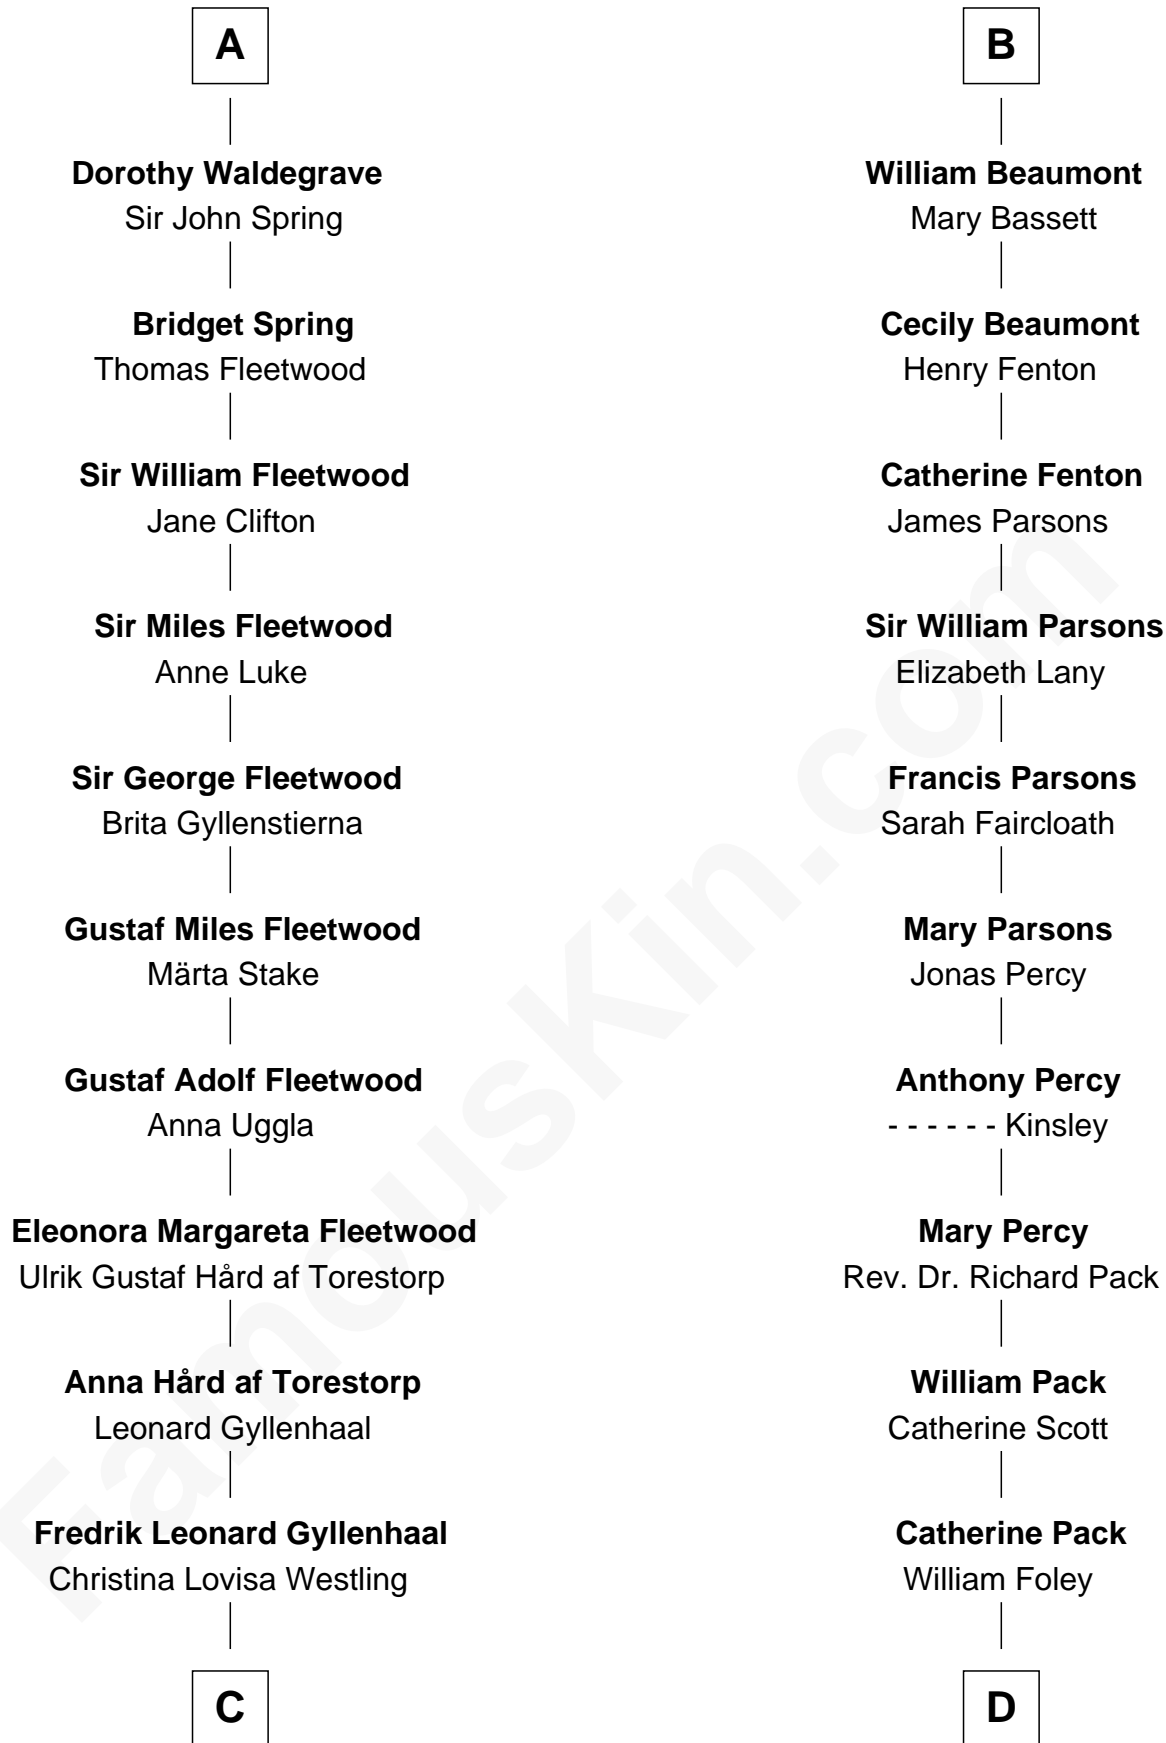 A
Dorothy Waldegrave
Sir John Spring
Bridget Spring
Thomas Fleetwood
Sir William Fleetwood
Jane Clifton
Sir Miles Fleetwood
Anne Luke
Sir George Fleetwood
Brita Gyllenstierna
Gustaf Miles Fleetwood
Märta Stake
Gustaf Adolf Fleetwood
Anna Uggla
Eleonora Margareta Fleetwood
Ulrik Gustaf Hård af Torestorp
Anna Hård af Torestorp
Leonard Gyllenhaal
Fredrik Leonard Gyllenhaal
Christina Lovisa Westling
C
B
William Beaumont
Mary Bassett
Cecily Beaumont
Henry Fenton
Catherine Fenton
James Parsons
Sir William Parsons
Elizabeth Lany
Francis Parsons
Sarah Faircloath
Mary Parsons
Jonas Percy
Anthony Percy
- - - - - - Kinsley
Mary Percy
Rev. Dr. Richard Pack
William Pack
Catherine Scott
Catherine Pack
William Foley
D
FamousKin.com